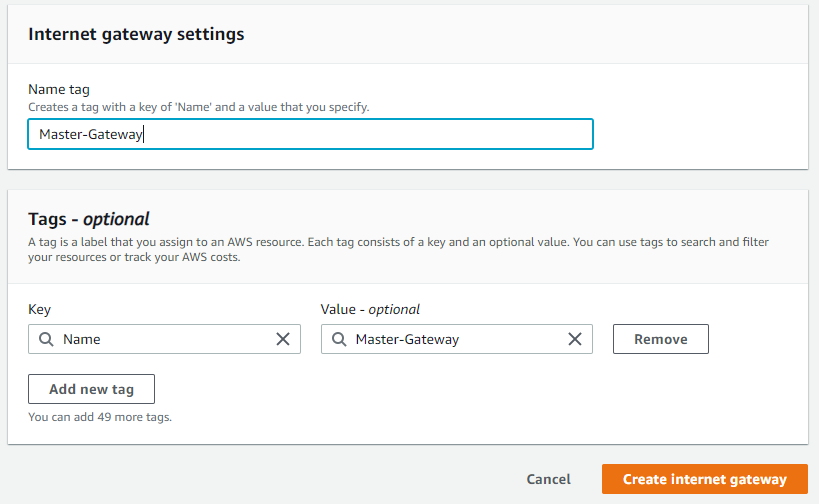 Internet gateway settings
Name tag
Creates a tag with a key of 'Name' and a value that you specify.
Master-Gateway
Tags - optional
A tag is a label that you assign to an AWS resource. Each tag consists of a key and an optional value. You can use tags to search and filter
your resources or track your AWS costs.
Key Value - optional
Name Master-Gateway Remove
Add new tag
You can add 49 more tags.
Cancel Create internet gateway